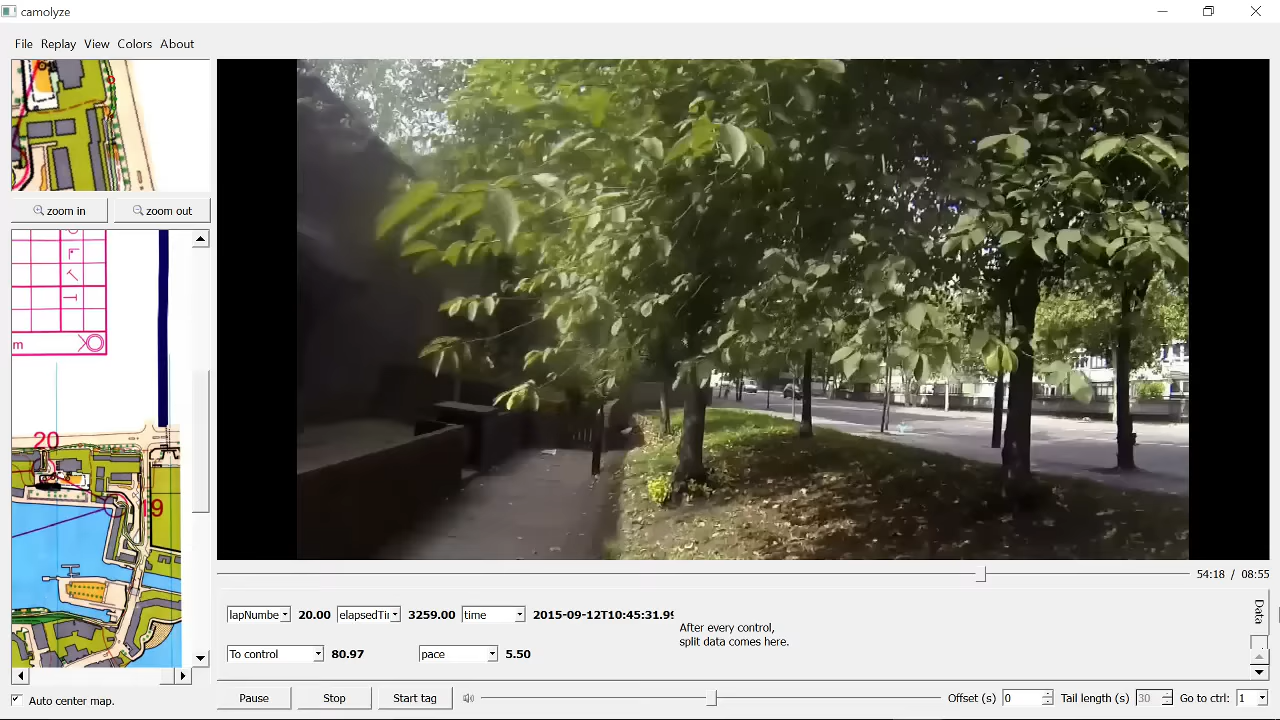 camolyze
File Replay View Colors About
zoom in zoom out
m
20
19
54:18 / 08:55
lapNumbe 20.00 elapsedTi 3259.00 time 2015-09-12T10:45:31.99
To control 80.97 pace 5.50
After every control,
split data comes here.
Data
Auto center map.
Pause Stop Start tag
Offset (s) 0 Tail length (s) 30 Go to ctrl: 1